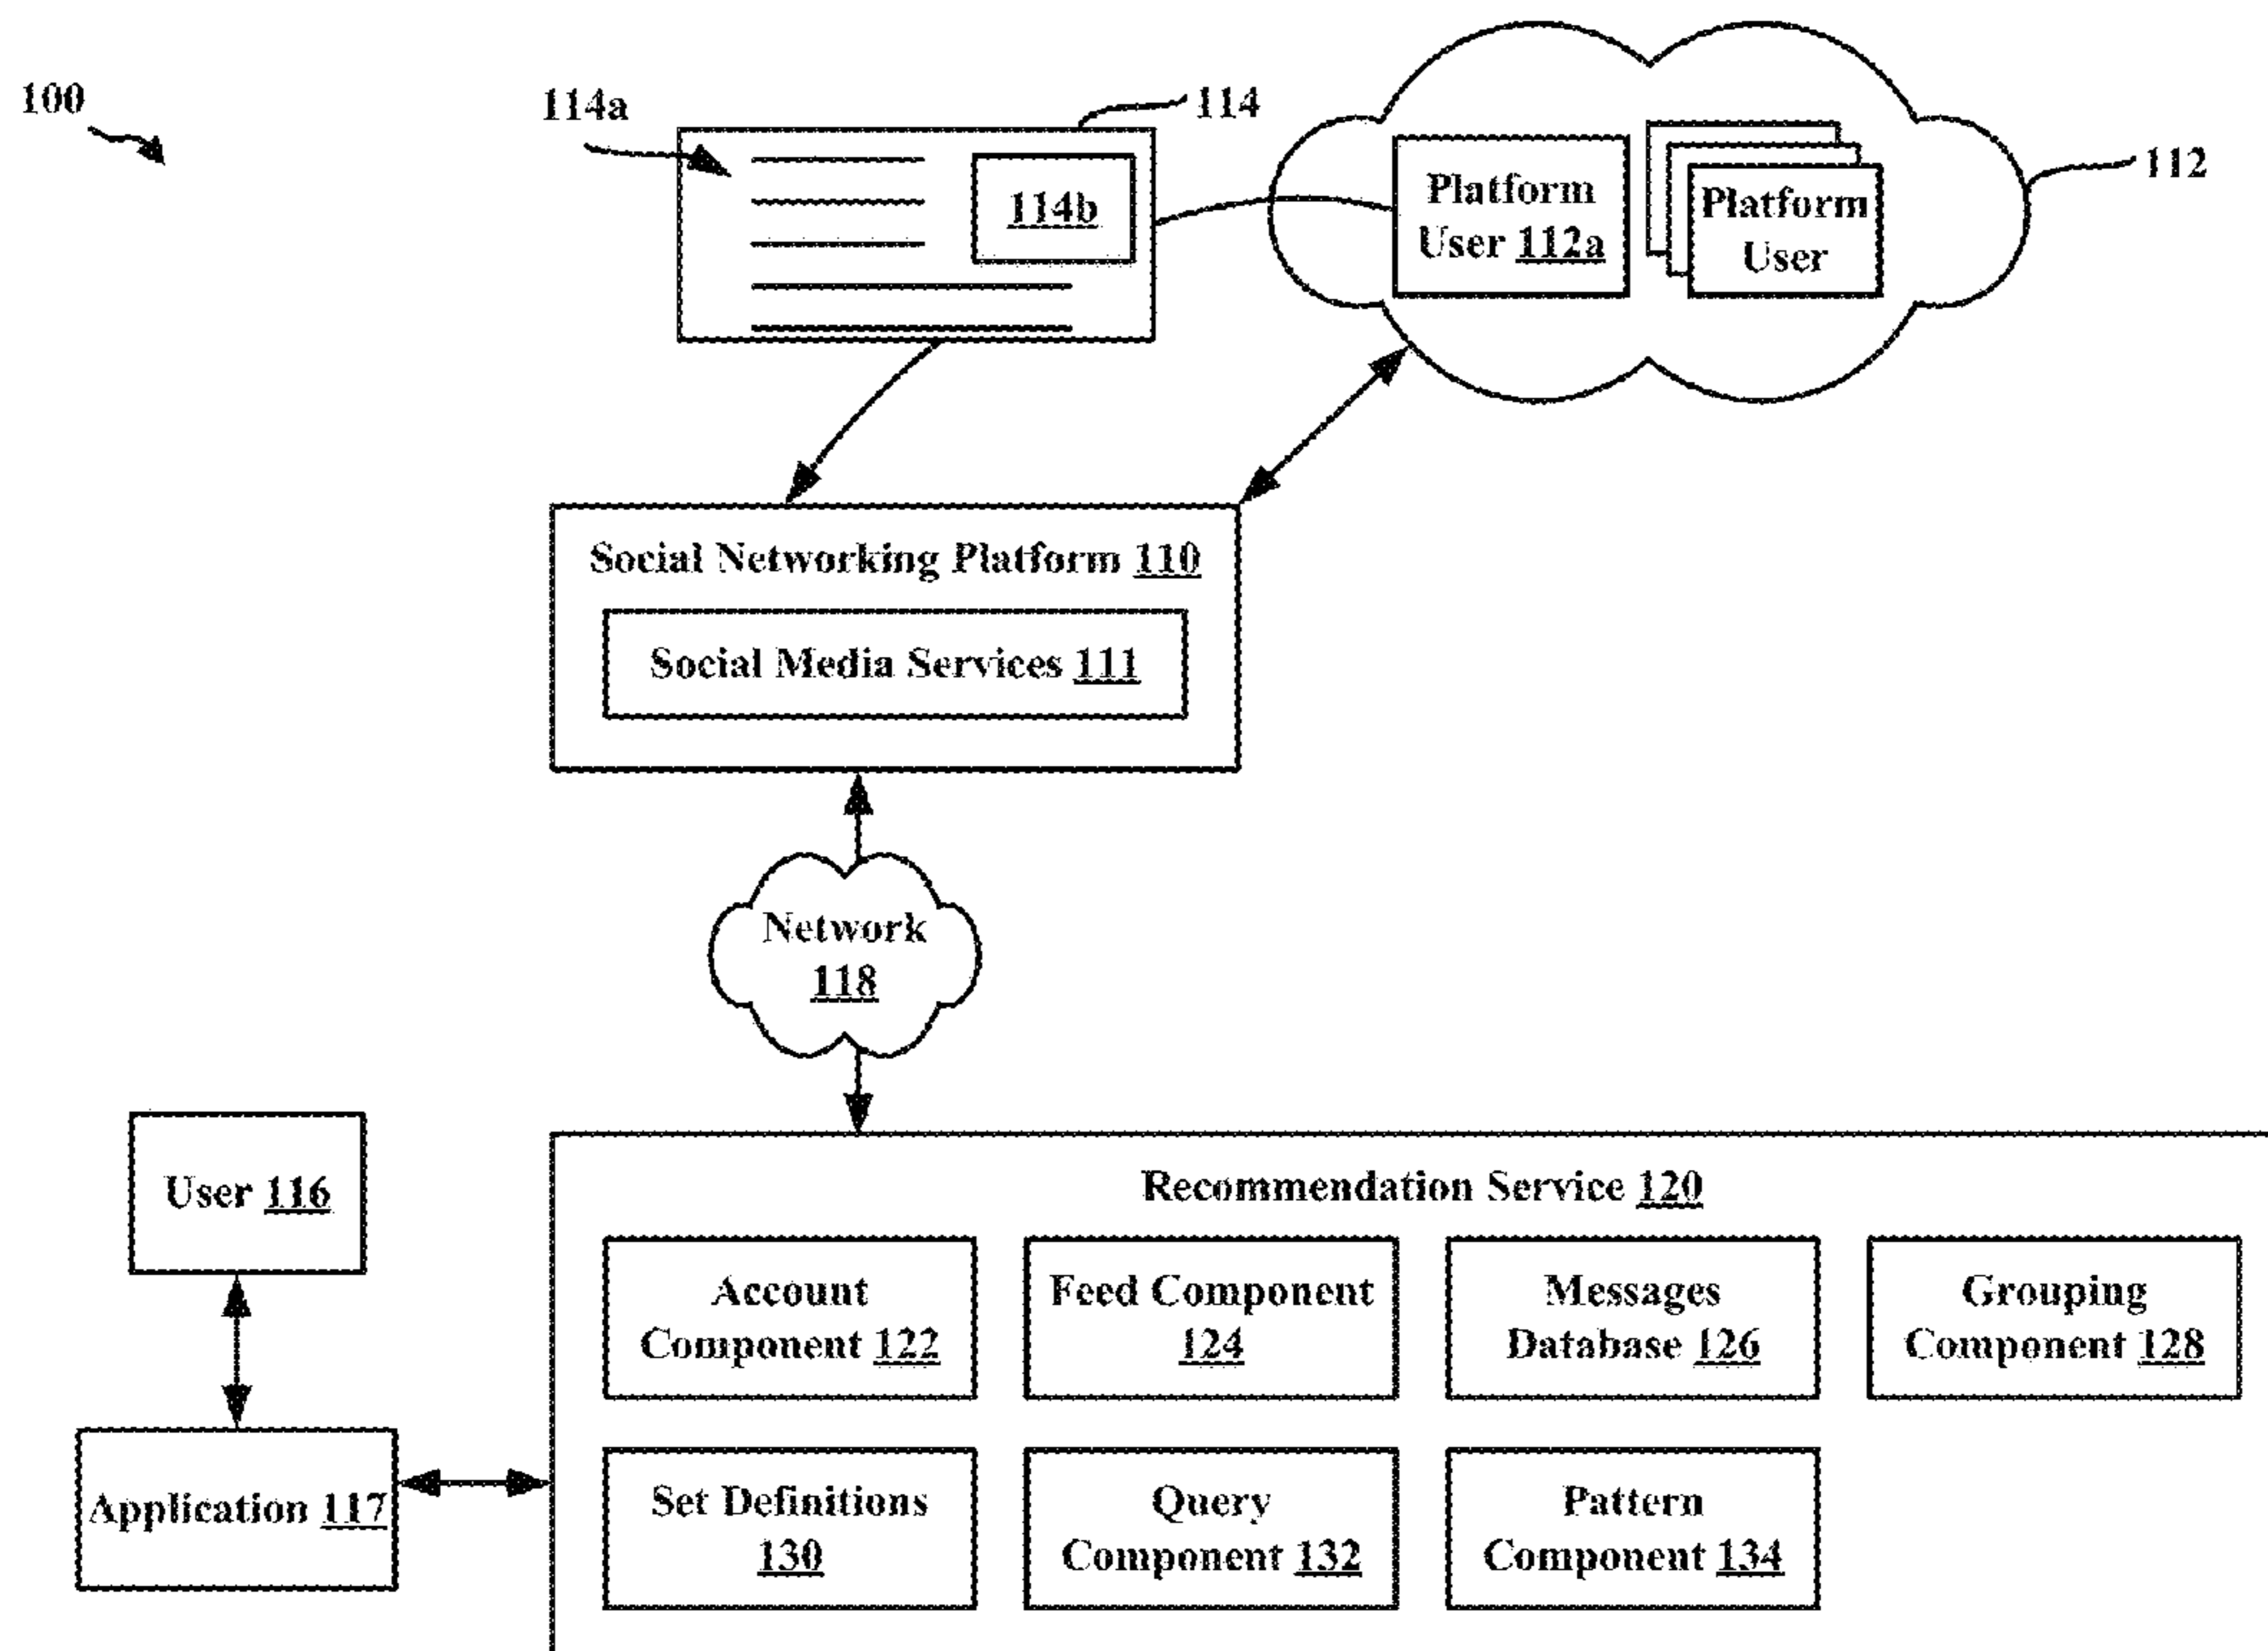 100
114a
114
114b
Platform
User 112a
Platform
User
112
Social Networking Platform 110
Social Media Services 111
Network
118
User 116
Application 117
Recommendation Service 120
Account
Component 122
Feed Component
124
Messages
Database 126
Grouping
Component 128
Set Definitions
130
Query
Component 132
Pattern
Component 134